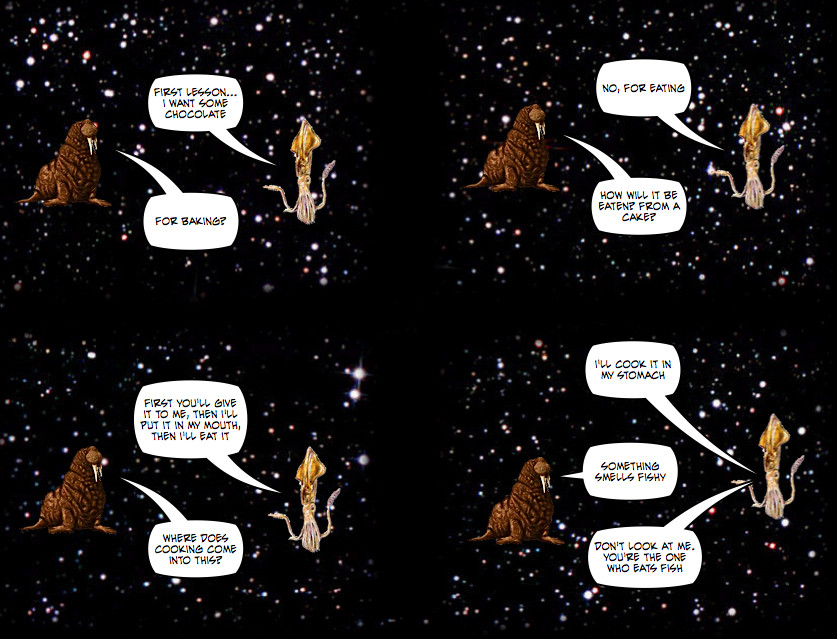 FIRST LESSON...
I WANT SOME
CHOCOLATE
FOR BAKING?
NO, FOR EATING
HOW WILL IT BE
EATEN? FROM A
CAKE?
FIRST YOU'LL GIVE
IT TO ME, THEN I'LL
PUT IT IN MY MOUTH,
THEN I'LL EAT IT
WHERE DOES
COOKING COME
INTO THIS?
I'LL COOK IT IN
MY STOMACH
SOMETHING
SMELLS FISHY
DON'T LOOK AT ME.
YOU'RE THE ONE
WHO EATS FISH